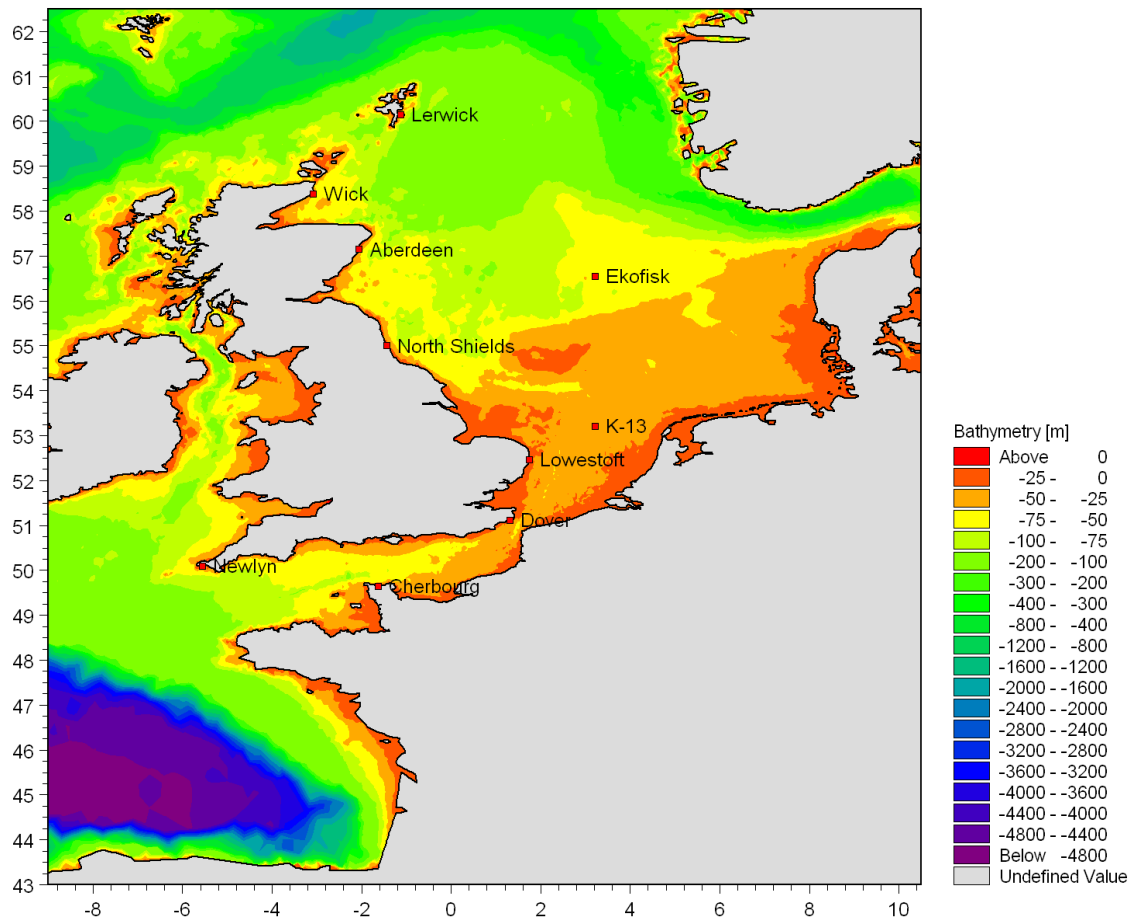 62
61
60
59
58
57
56
55
54
53
52
51
50
49
48
47
46
45
44
43
-8
-6
-4
-2
0
2
4
6
8
10
Lerwick
Wick
Aberdeen
Ekofisk
North Shields
K-13
Lowestoft
Dover
Newlyn
Cherbourg
Bathymetry [m]
Above 0
-25 - 0
-50 - -25
-75 - -50
-100 - -75
-200 - -100
-300 - -200
-400 - -300
-800 - -400
-1200 - -800
-1600 - -1200
-2000 - -1600
-2400 - -2000
-2800 - -2400
-3200 - -2800
-3600 - -3200
-4400 - -3600
-4800 - -4400
Below -4800
Undefined Value